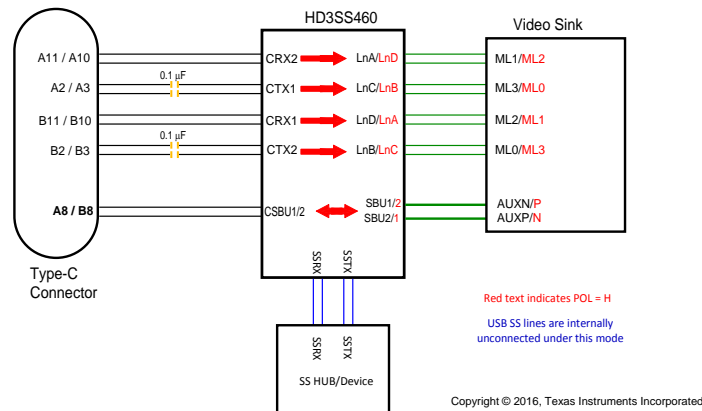 HD3SS460
Video Sink
A11 / A10
CRX2
LnA/LnD
ML1/ML2
0.1 µF
A2 / A3
CTX1
LnC/LnB
ML3/ML0
B11 / B10
CRX1
LnD/LnA
ML2/ML1
0.1 µF
B2 / B3
CTX2
LnB/LnC
ML0/ML3
A8 / B8
CSBU1/2
SBU1/2
SBU2/1
AUXN/P
AUXP/N
Type-C
Connector
SSRX
SSTX
SSRX
SSTX
SS HUB/Device
Red text indicates POL = H
USB SS lines are internally
unconnected under this mode
Copyright © 2016, Texas Instruments Incorporated